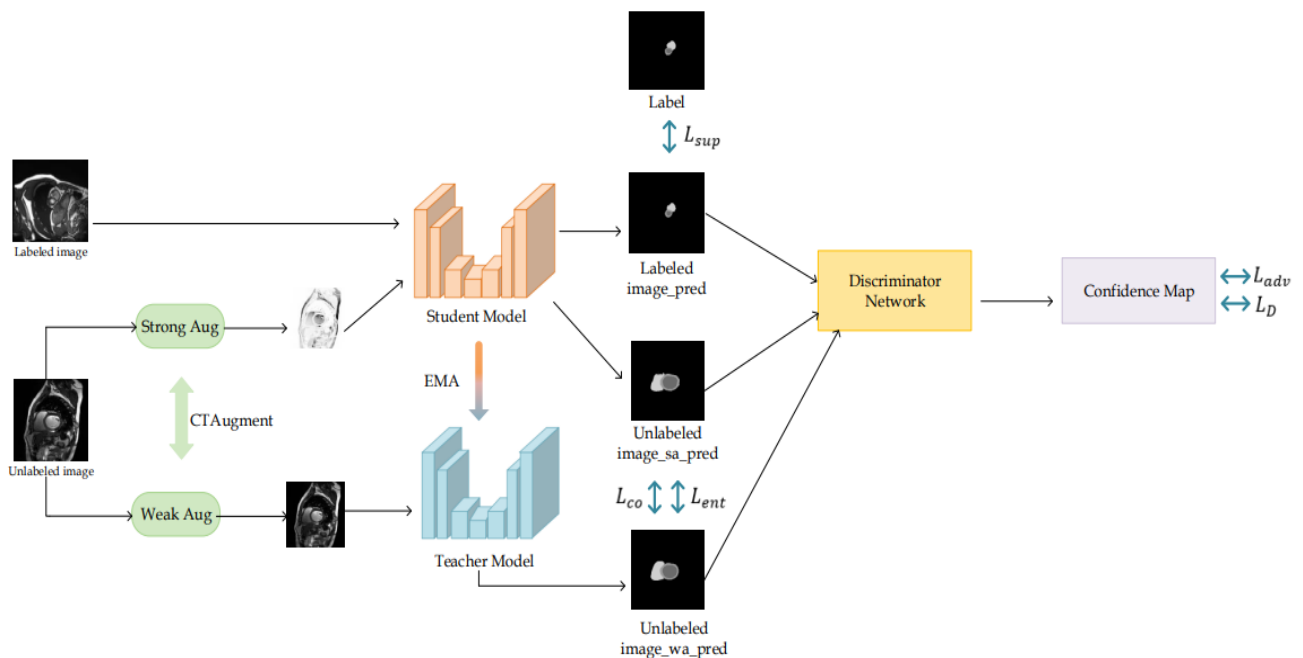 Label
L_sup
Labeled image
Student Model
Labeled
image_pred
Discriminator
Network
Confidence Map
L_adv
L_D
Strong Aug
CTAugment
EMA
Unlabeled image
Unlabeled
image_sa_pred
L_co
L_ent
Weak Aug
Teacher Model
Unlabeled
image_wa_pred